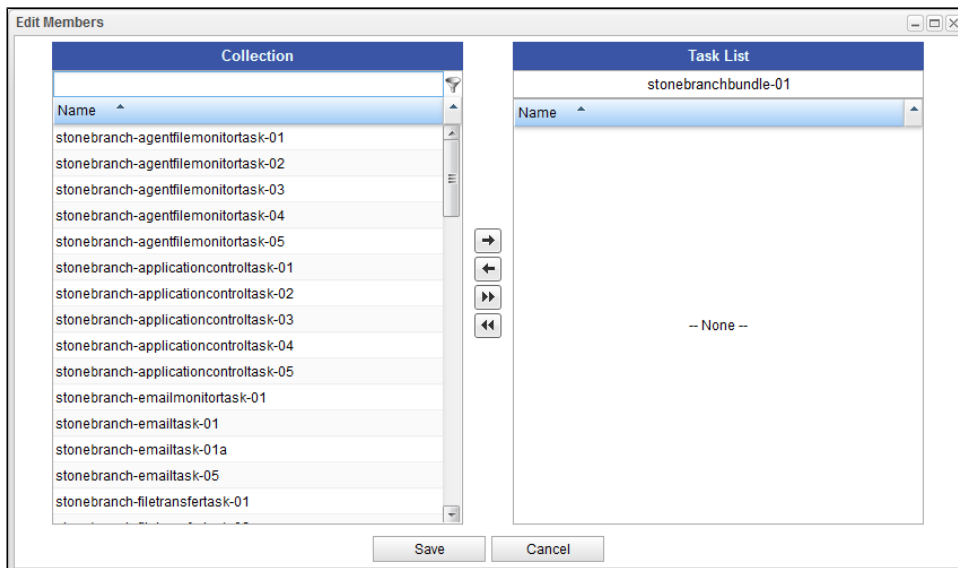 Edit Members
Collection
Name
stonebranch-agentfilemonitortask-01
stonebranch-agentfilemonitortask-02
stonebranch-agentfilemonitortask-03
stonebranch-agentfilemonitortask-04
stonebranch-agentfilemonitortask-05
stonebranch-applicationcontroltask-01
stonebranch-applicationcontroltask-02
stonebranch-applicationcontroltask-03
stonebranch-applicationcontroltask-04
stonebranch-applicationcontroltask-05
stonebranch-emailmonitortask-01
stonebranch-emailtask-01
stonebranch-emailtask-01a
stonebranch-emailtask-05
stonebranch-filetransfertask-01
Task List
stonebranchbundle-01
Name
-- None --
Save
Cancel